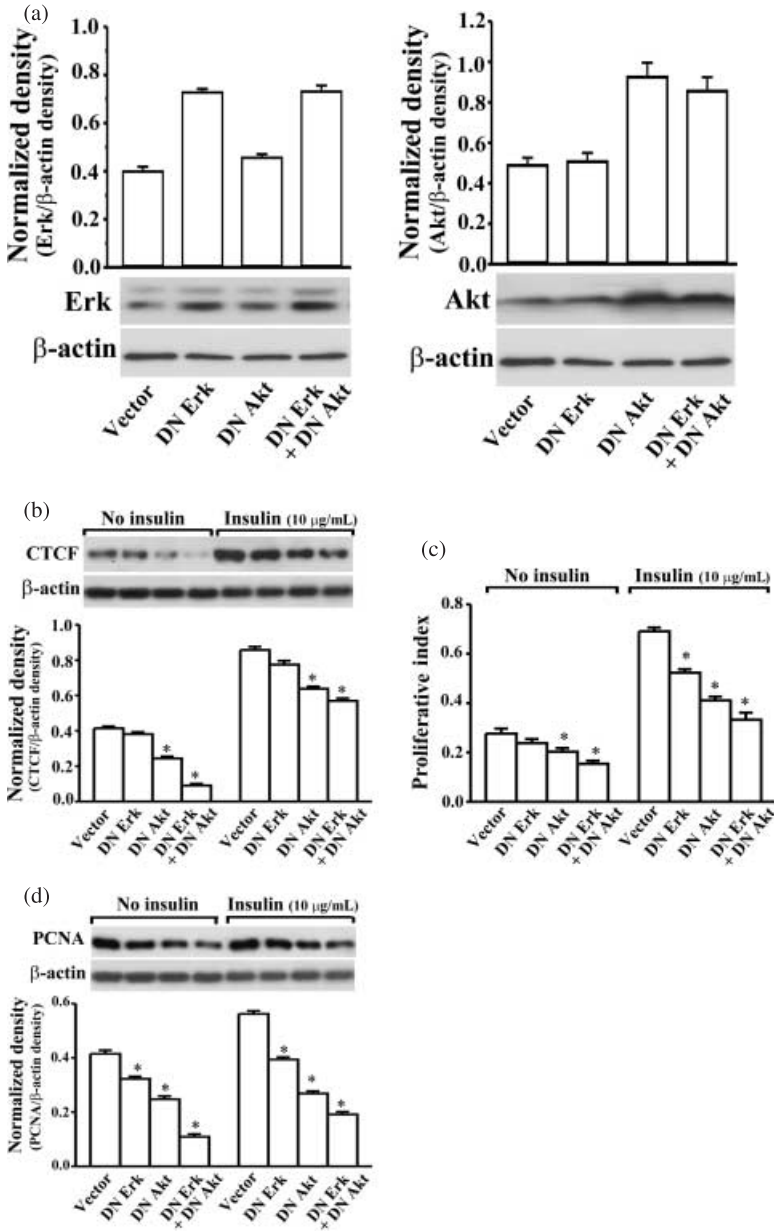 (a)
Normalized density
(Erk/β-actin density)
1.0
0.8
0.6
0.4
0.2
0.0
Erk
β-actin
Vector
DN Erk
DN Akt
DN Erk
+ DN Akt
Normalized density
(Akt/β-actin density)
1.2
1.0
0.8
0.6
0.4
0.2
0.0
Akt
β-actin
Vector
DN Erk
DN Akt
DN Erk
+ DN Akt
(b)
No insulin
Insulin (10 μg/mL)
CTCF
β-actin
Normalized density
(CTCF/β-actin density)
1.0
0.8
0.6
0.4
0.2
0.0
* * * *
Vector
DN Erk
DN Akt
DN Erk
+ DN Akt
Vector
DN Erk
DN Akt
DN Erk
+ DN Akt
(c)
No insulin
Insulin (10 μg/mL)
Proliferative index
0.8
0.6
0.4
0.2
0.0
* * * * *
Vector
DN Erk
DN Akt
DN Erk
+ DN Akt
Vector
DN Erk
DN Akt
DN Erk
+ DN Akt
(d)
No insulin
Insulin (10 μg/mL)
PCNA
β-actin
Normalized density
(PCNA/β-actin density)
0.6
0.4
0.2
0.0
* * * * * *
Vector
DN Erk
DN Akt
DN Erk
+ DN Akt
Vector
DN Erk
DN Akt
DN Erk
+ DN Akt